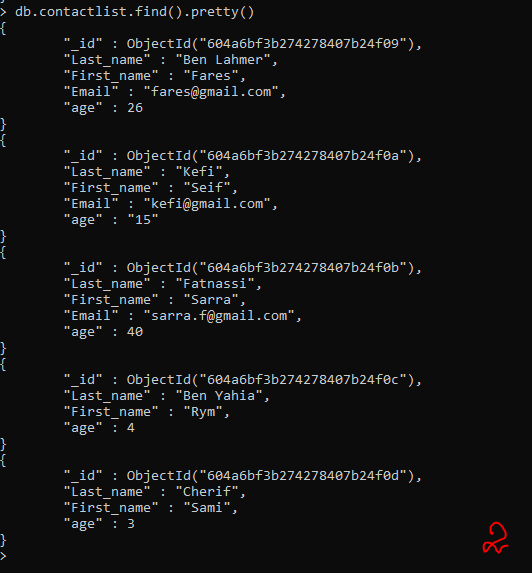 > db.contactlist.find().pretty()
{
"_id" : ObjectId("604a6bf3b274278407b24f09"),
"Last_name" : "Ben Lahmer",
"First_name" : "Fares",
"Email" : "fares@gmail.com",
"age" : 26
}
{
"_id" : ObjectId("604a6bf3b274278407b24f0a"),
"Last_name" : "Kefi",
"First_name" : "Seif",
"Email" : "kefi@gmail.com",
"age" : "15"
}
{
"_id" : ObjectId("604a6bf3b274278407b24f0b"),
"Last_name" : "Fatnassi",
"First_name" : "Sarra",
"Email" : "sarra.f@gmail.com",
"age" : 40
}
{
"_id" : ObjectId("604a6bf3b274278407b24f0c"),
"Last_name" : "Ben Yahia",
"First_name" : "Rym",
"age" : 4
}
{
"_id" : ObjectId("604a6bf3b274278407b24f0d"),
"Last_name" : "Cherif",
"First_name" : "Sami",
"age" : 3
}
>
2